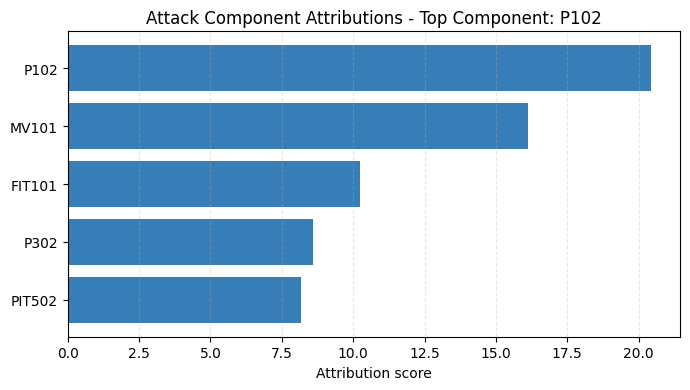 Attack Component Attributions - Top Component: P102
P102
MV101
FIT101
P302
PIT502
0.0 2.5 5.0 7.5 10.0 12.5 15.0 17.5 20.0
Attribution score